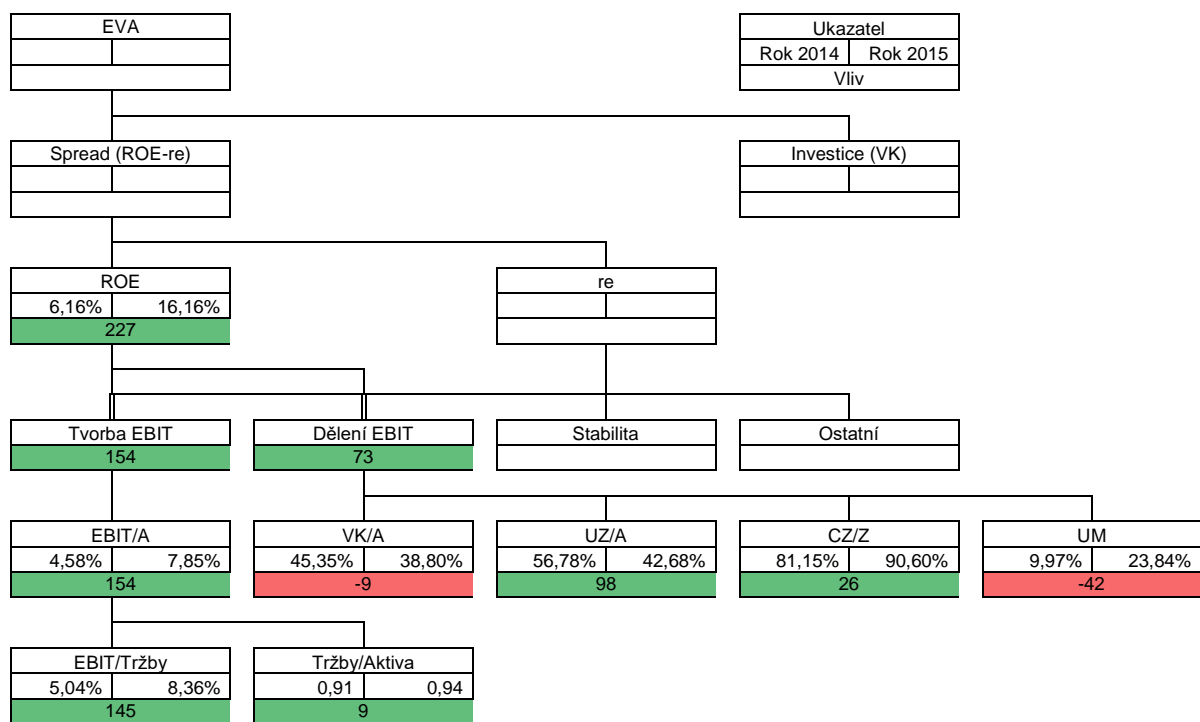 EVA
Ukazatel
Rok 2014 Rok 2015
Vliv
Spread (ROE-re)
Investice (VK)
ROE
re
6,16% 16,16%
227
Tvorba EBIT
Dělení EBIT
Stabilita
Ostatní
154
73
EBIT/A
VK/A
UZ/A
CZ/Z
UM
4,58% 7,85%
45,35% 38,80%
56,78% 42,68%
81,15% 90,60%
9,97% 23,84%
154
-9
98
26
-42
EBIT/Tržby
Tržby/Aktiva
5,04% 8,36%
0,91 0,94
145
9